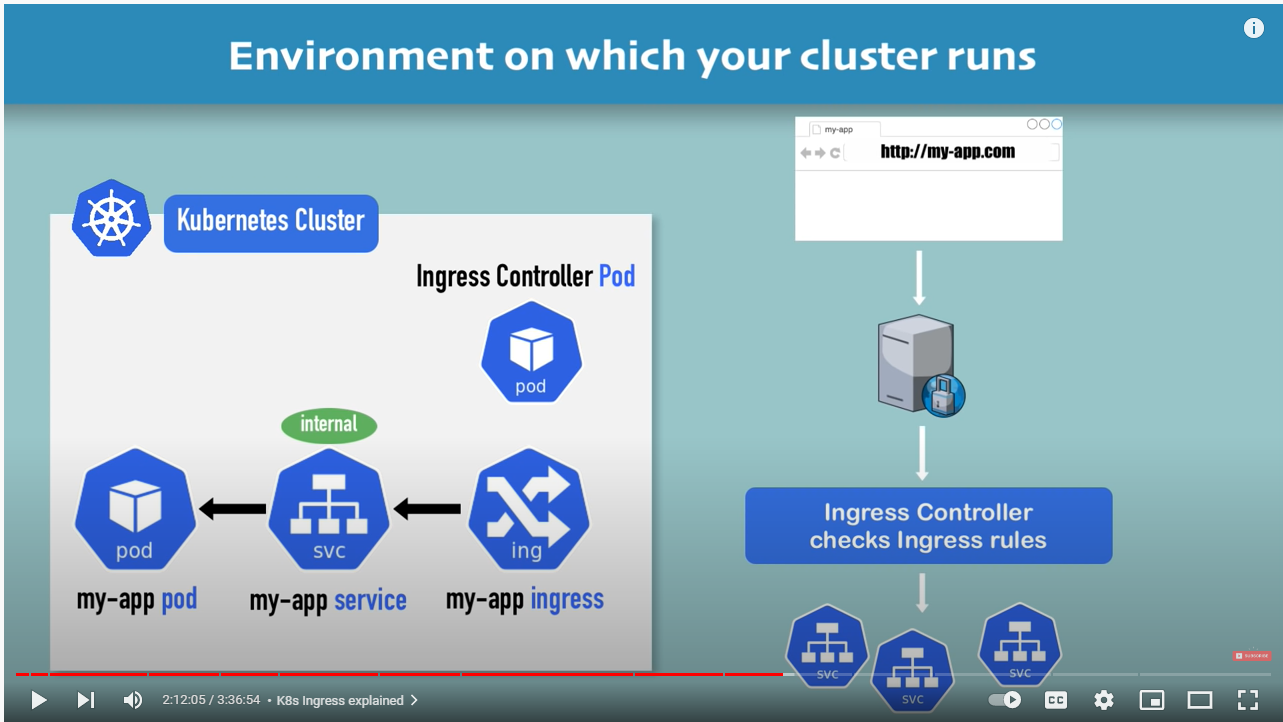 Environment on which your cluster runs
my-app
http://my-app.com
Kubernetes Cluster
Ingress Controller Pod
pod
internal
pod
svc
ing
my-app pod
my-app service
my-app ingress
Ingress Controller
checks Ingress rules
svc
svc
svc
SUBSCRIBE
2:12:05 / 3:36:54 • K8s Ingress explained
CC